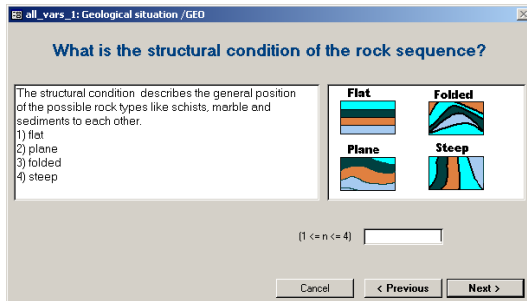 all_vars_1: Geological situation /GEO
What is the structural condition of the rock sequence?
The structural condition describes the general position
of the possible rock types like schists, marble and
sediments to each other.
1) flat
2) plane
3) folded
4) steep
Flat
Folded
Plane
Steep
(1 <= n <= 4)
Cancel
< Previous
Next >